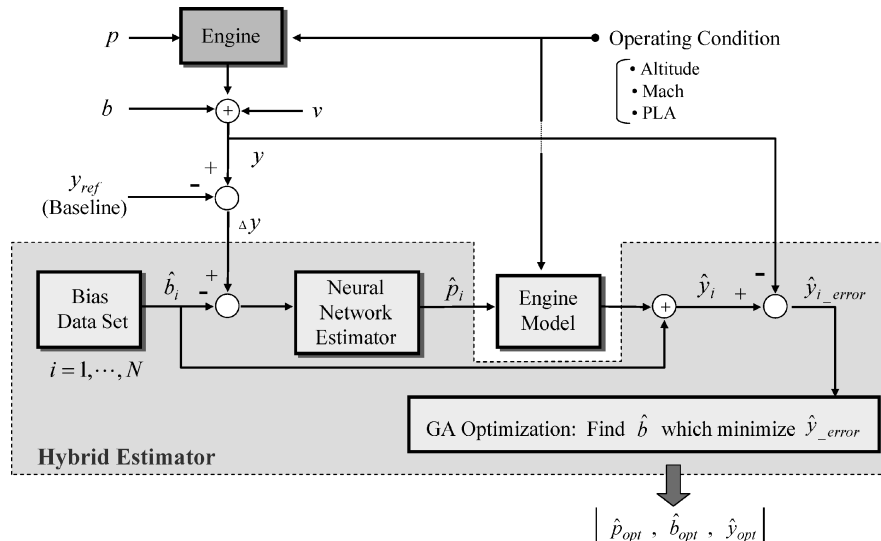 p
Engine
Operating Condition
• Altitude
• Mach
• PLA
b
+
v
y
+
-
y_ref
(Baseline)
Δy
Bias
Data Set
b̂_i
+
-
Neural
Network
Estimator
p̂_i
Engine
Model
+
ŷ_i
+
-
ŷ_i_error
i = 1, ⋯, N
GA Optimization: Find b̂ which minimize ŷ_error
Hybrid Estimator
| p̂_opt , b̂_opt , ŷ_opt |